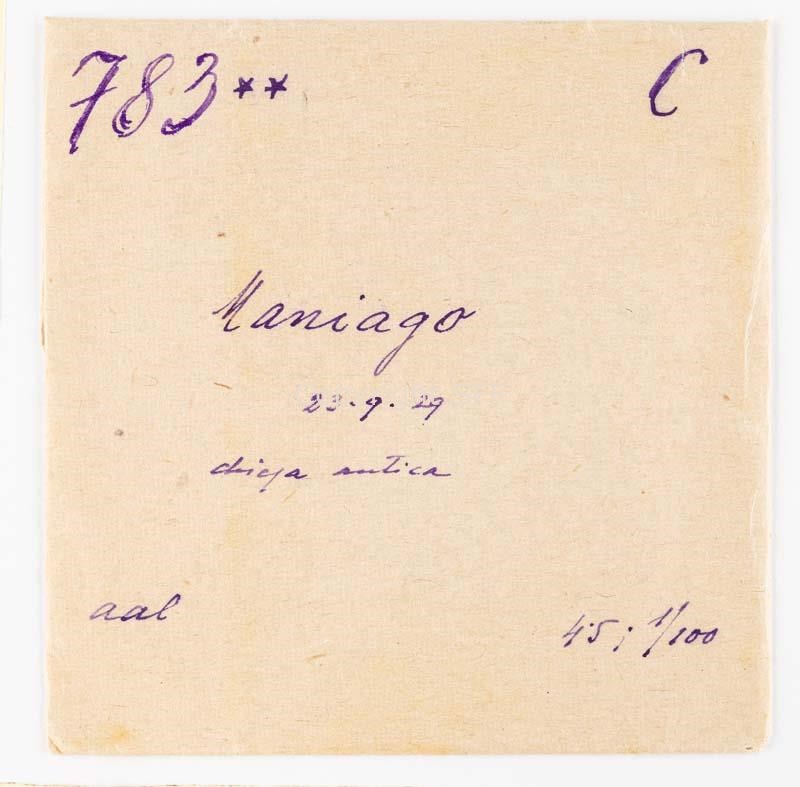 783** C
Maniago
23-9.29
chiesa antica
aal
45; 1/100